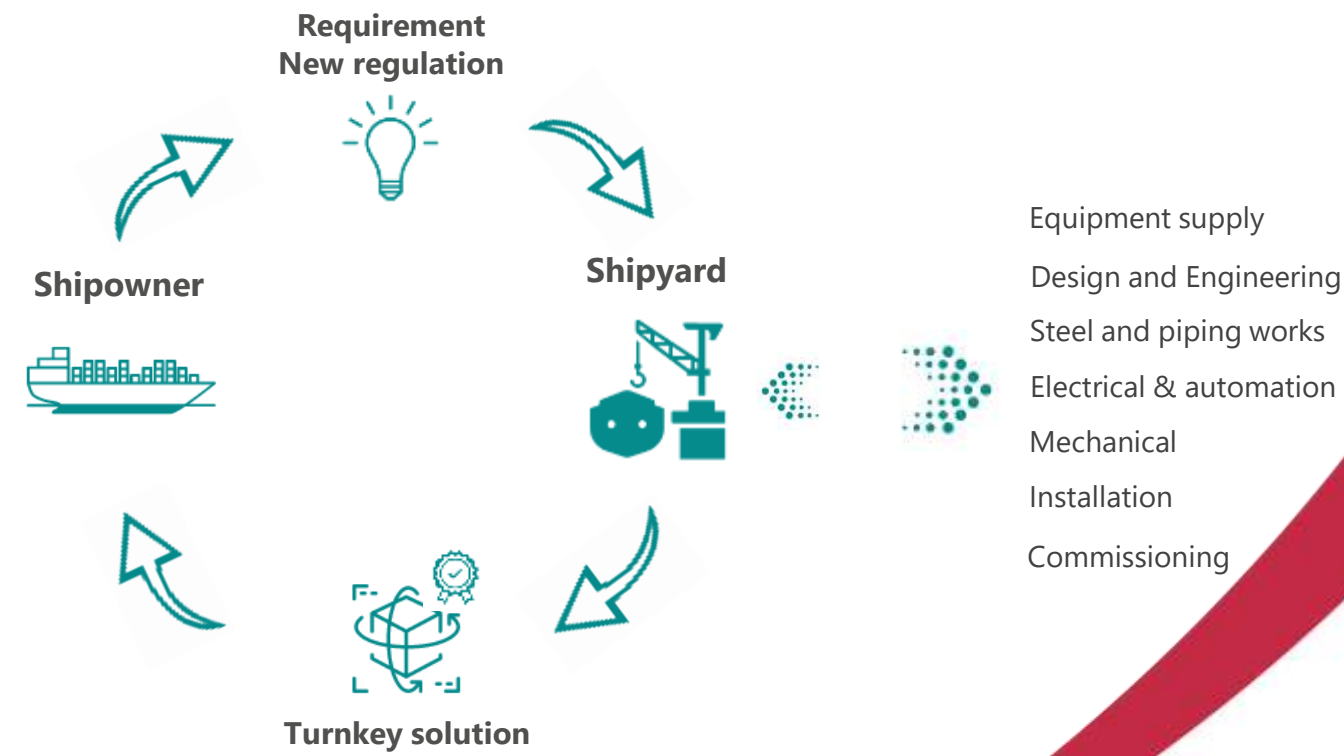 Requirement
New regulation
Shipowner
Shipyard
Turnkey solution
Equipment supply
Design and Engineering
Steel and piping works
Electrical & automation
Mechanical
Installation
Commissioning